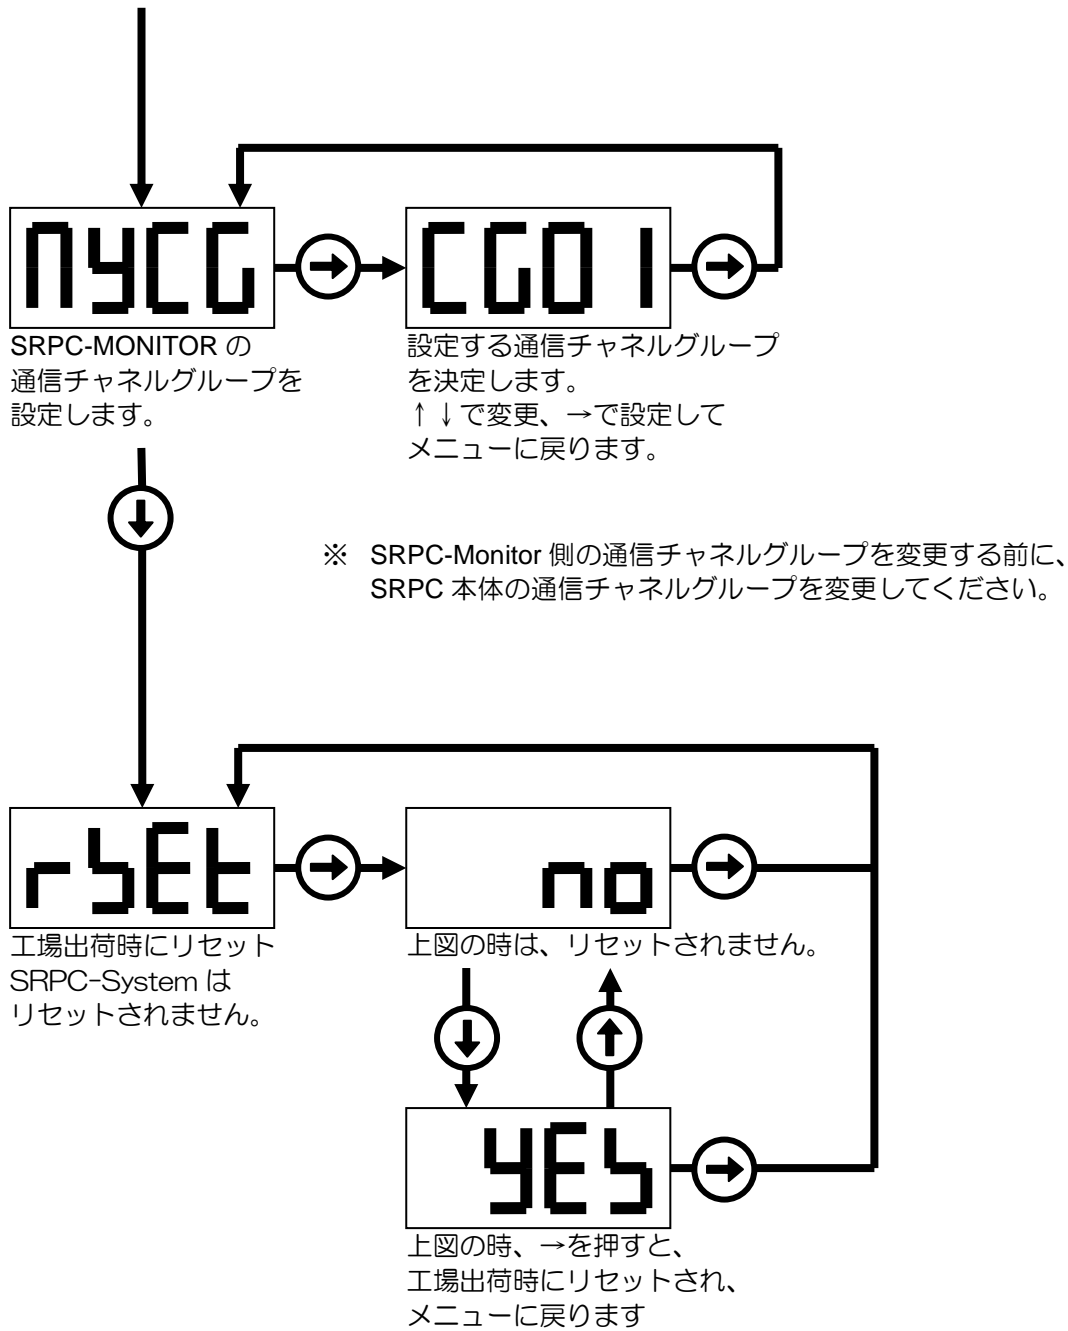 MYCG
CG01
SRPC-MONITOR の
通信チャネルグループを
設定します。
設定する通信チャネルグループ
を決定します。
↑↓で変更、→で設定して
メニューに戻ります。
※ SRPC-Monitor 側の通信チャネルグループを変更する前に、
SRPC 本体の通信チャネルグループを変更してください。
rSEt
no
工場出荷時にリセット
SRPC-System は
リセットされません。
上図の時は、リセットされません。
YES
上図の時、→を押すと、
工場出荷時にリセットされ、
メニューに戻ります